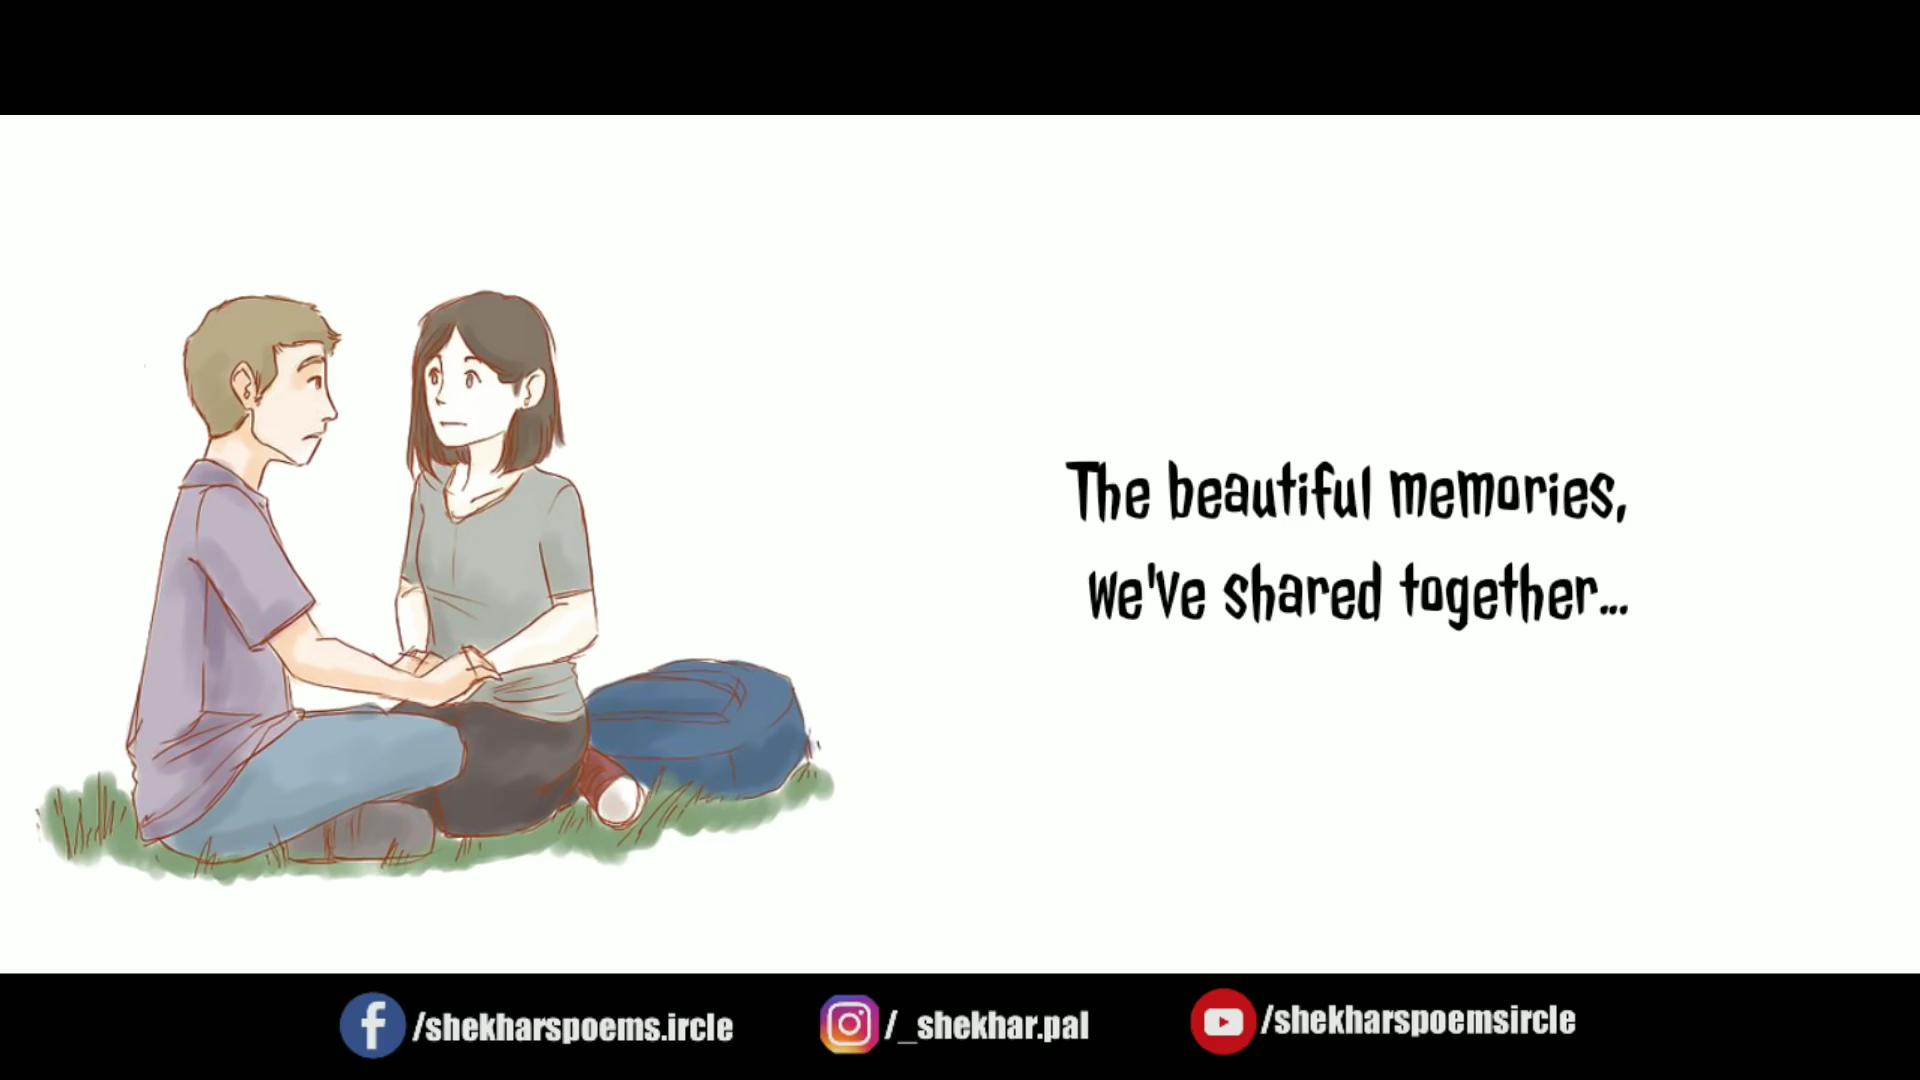 The beautiful memories,
we've shared together...
/shekharspoems.ircle
/_shekhar.pal
/shekharspoemsircle